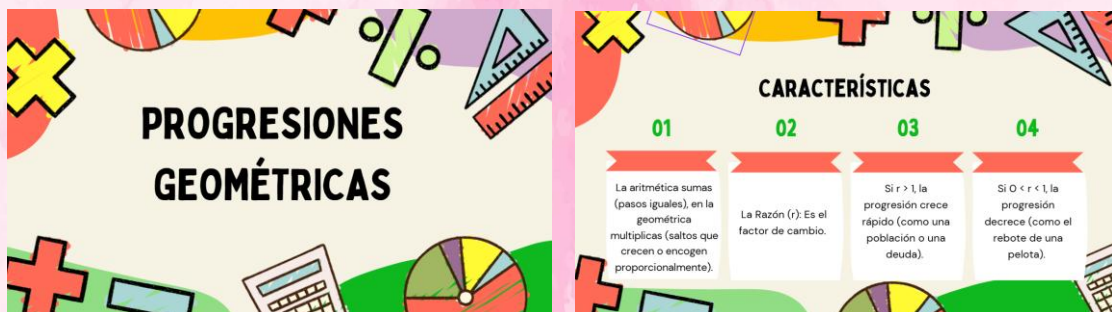 PROGRESIONES
GEOMÉTRICAS
CARACTERÍSTICAS
01
La aritmética sumas
(pasos iguales), en la
geométrica
multiplicas (saltos que
crecen o encogen
proporcionalmente).
02
La Razón (r): Es el
factor de cambio.
03
Si r > 1, la
progresión crece
rápido (como una
población o una
deuda).
04
Si 0 < r < 1, la
progresión
decrece (como el
rebote de una
pelota).